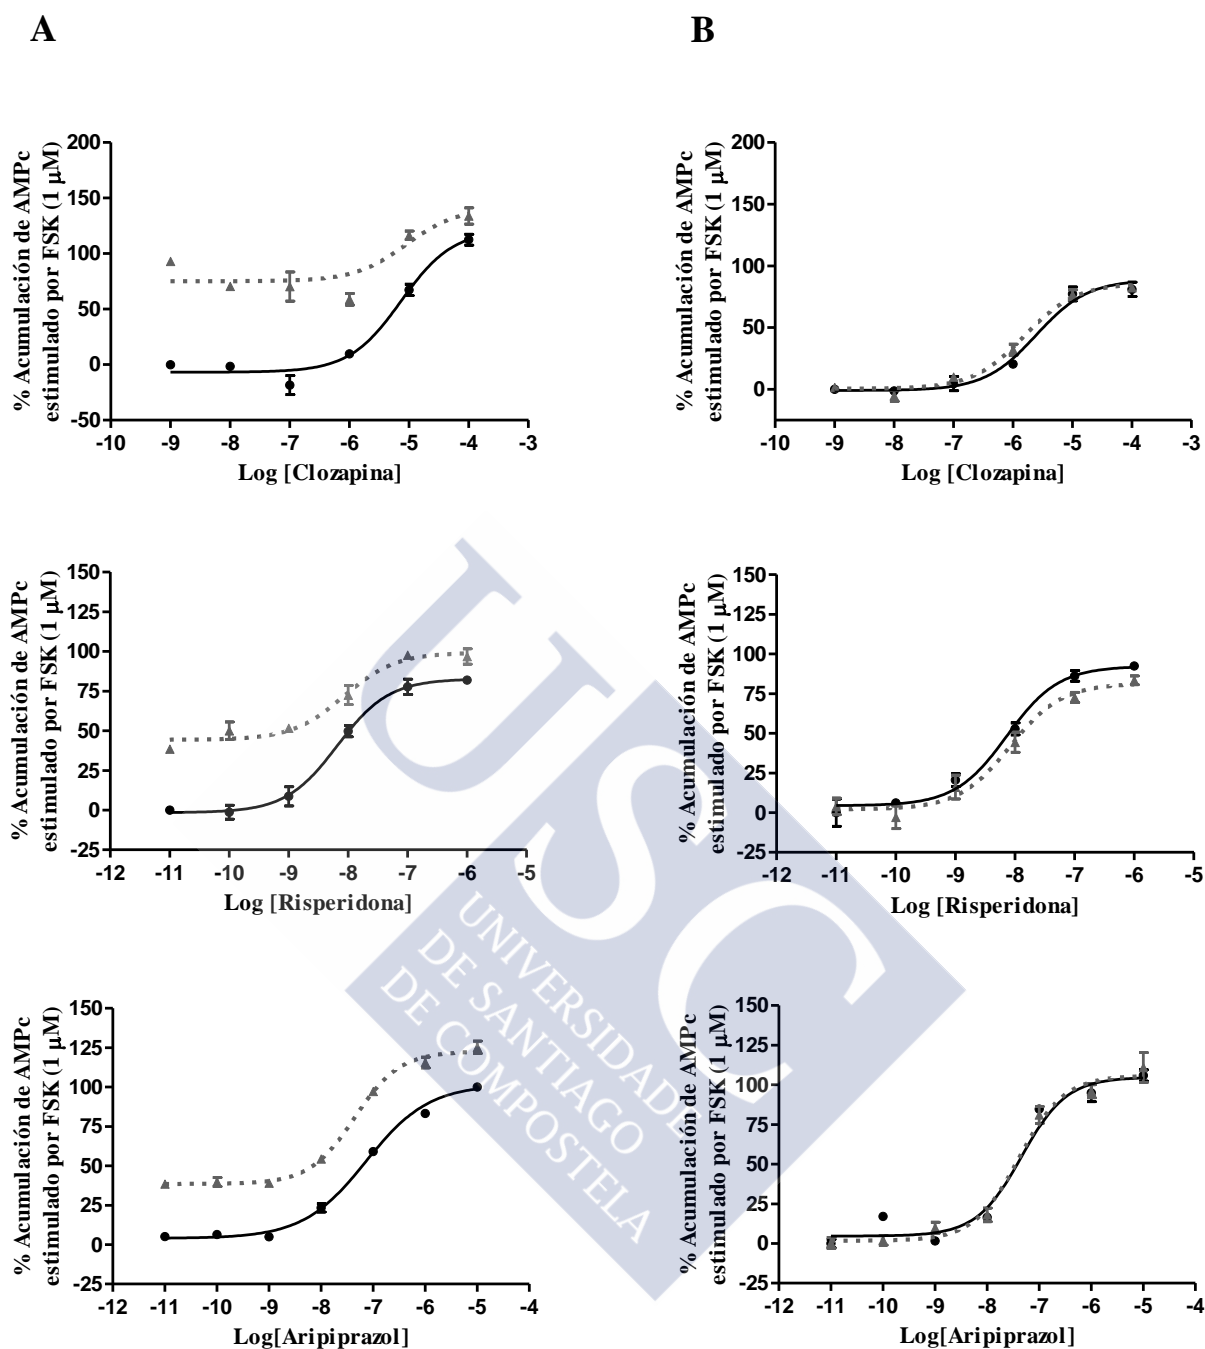 A
B
% Acumulación de AMPc
estimulado por FSK (1 µM)
200
150
100
50
0
-50
-10 -9 -8 -7 -6 -5 -4 -3
Log [Clozapina]
% Acumulación de AMPc
estimulado por FSK (1 µM)
200
150
100
50
0
-10 -9 -8 -7 -6 -5 -4 -3
Log [Clozapina]
% Acumulación de AMPc
estimulado por FSK (1 µM)
150
125
100
75
50
25
0
-25
-12 -11 -10 -9 -8 -7 -6 -5
Log [Risperidona]
% Acumulación de AMPc
estimulado por FSK (1 µM)
150
125
100
75
50
25
0
-25
-12 -11 -10 -9 -8 -7 -6 -5
Log [Risperidona]
% Acumulación de AMPc
estimulado por FSK (1 µM)
150
125
100
75
50
25
0
-25
-12 -11 -10 -9 -8 -7 -6 -5 -4
Log[Aripiprazol]
% Acumulación de AMPc
estimulado por FSK (1 µM)
150
125
100
75
50
25
0
-25
-12 -11 -10 -9 -8 -7 -6 -5 -4
Log[Aripiprazol]
USC
UNIVERSIDADE
DE SANTIAGO
DE COMPOSTELA